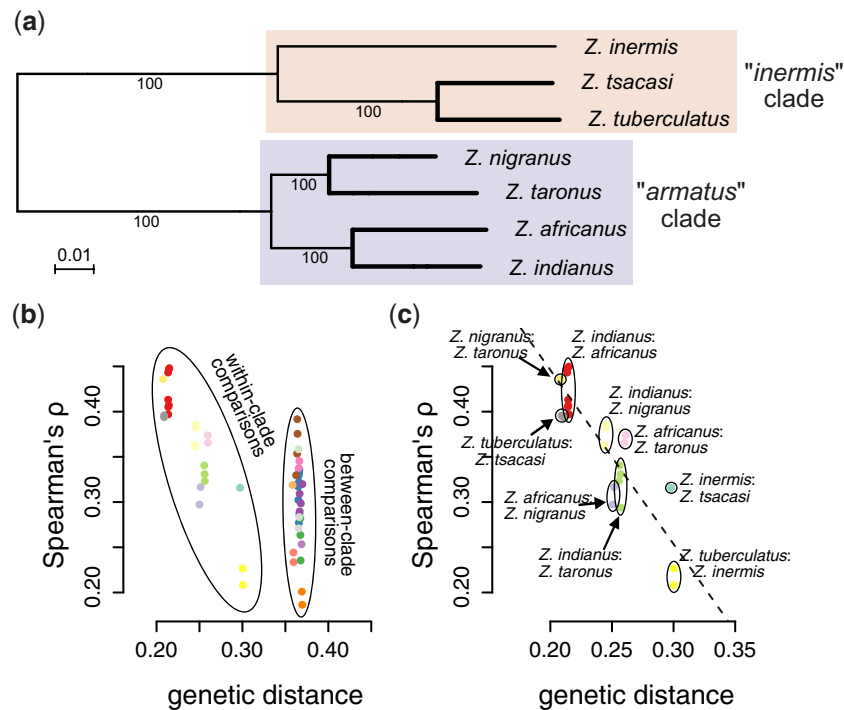 (a)
Z. inermis
Z. tsacasi
Z. tuberculatus
"inermis"
clade
100
100
Z. nigranus
Z. taronus
Z. africanus
Z. indianus
"armatus"
clade
100
100
100
0.01
(b)
Spearman's ρ
0.40
0.30
0.20
within-clade
comparisons
between-clade
comparisons
0.20
0.30
0.40
genetic distance
(c)
Spearman's ρ
0.40
0.30
0.20
Z. nigranus:
Z. taronus
Z. indianus:
Z. africanus
Z. indianus:
Z. nigranus
Z. africanus:
Z. taronus
Z. tuberculatus:
Z. tsacasi
Z. inermis:
Z. tsacasi
Z. africanus:
Z. nigranus
Z. indianus:
Z. taronus
Z. tuberculatus:
Z. inermis
0.20
0.25
0.30
0.35
genetic distance